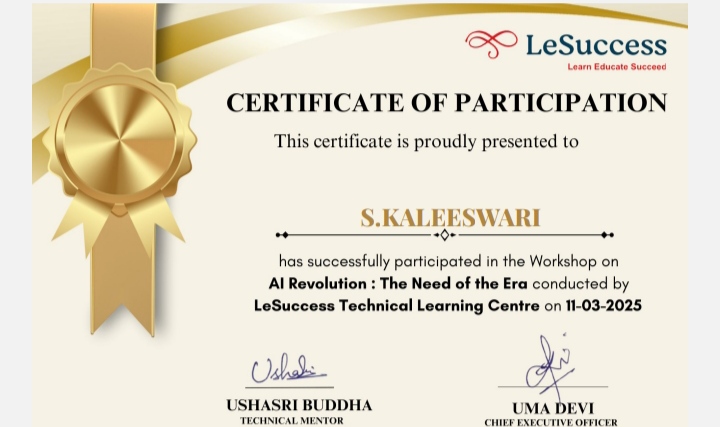 LeSuccess
Learn Educate Succeed
CERTIFICATE OF PARTICIPATION
This certificate is proudly presented to
S.KALEESWARI
has successfully participated in the Workshop on
AI Revolution : The Need of the Era conducted by
LeSuccess Technical Learning Centre on 11-03-2025
Ushasri
USHASRI BUDDHA
UMA DEVI
TECHNICAL MENTOR
CHIEF EXECUTIVE OFFICER